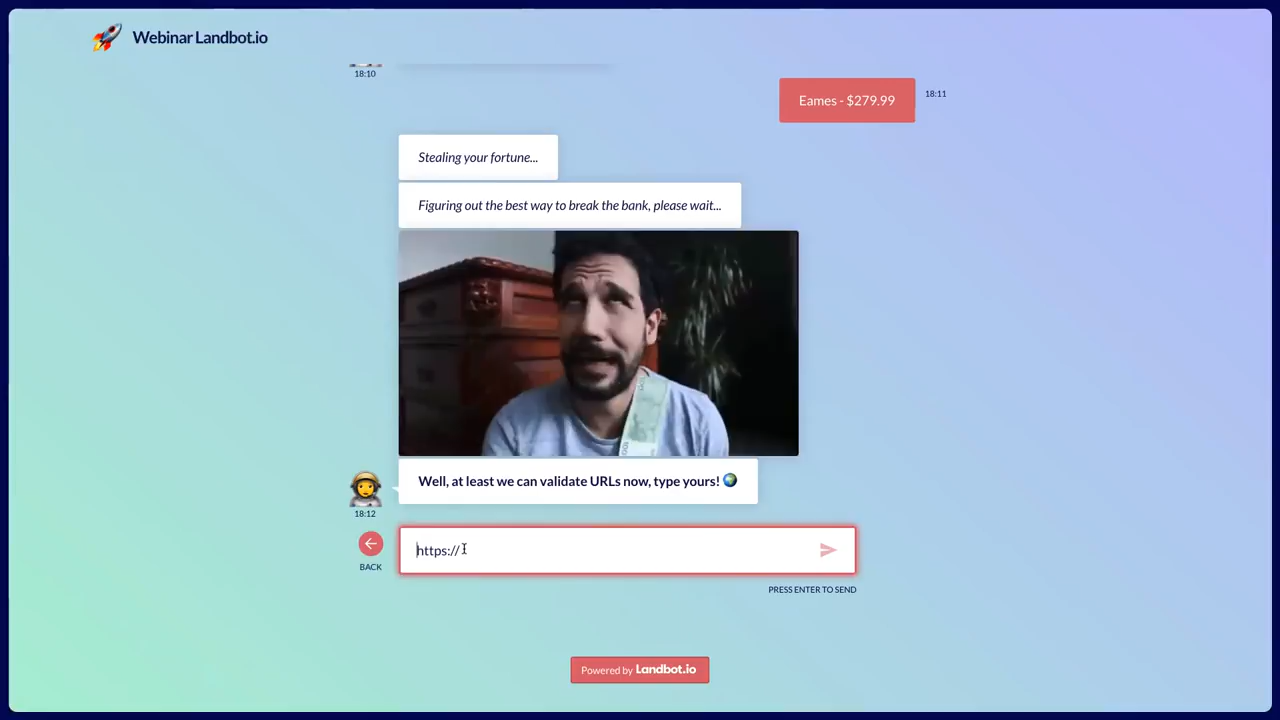 Webinar Landbot.io
18:10
Eames - $279.99
18:11
Stealing your fortune...
Figuring out the best way to break the bank, please wait...
100
Well, at least we can validate URLs now, type yours!
18:12
https://
BACK
PRESS ENTER TO SEND
Powered by Landbot.io